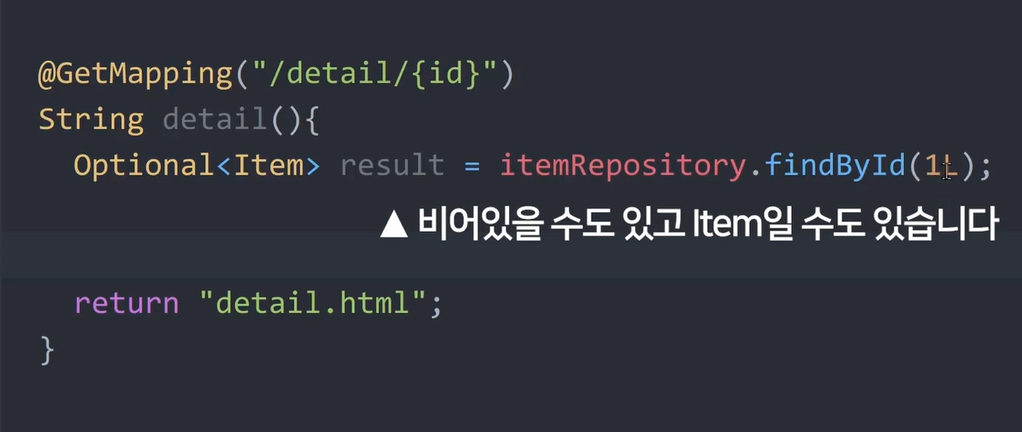 @GetMapping("/detail/{id}")
String detail(){
Optional<Item> result = itemRepository.findById(1L);
▲ 비어있을 수도 있고 Item일 수도 있습니다
return "detail.html";
}